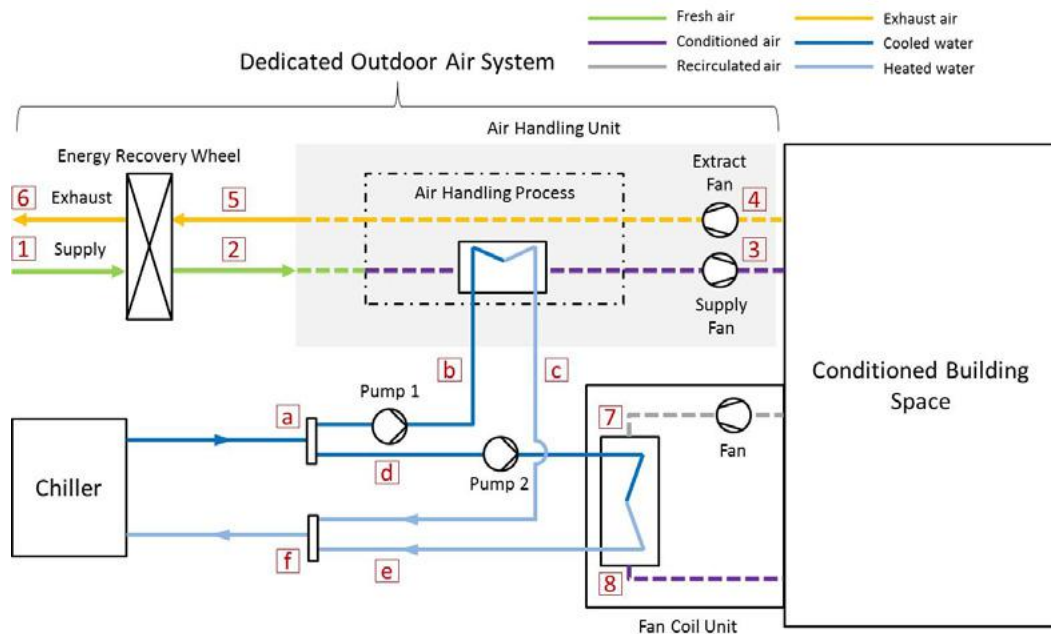 Fresh air
Exhaust air
Conditioned air
Cooled water
Recirculated air
Heated water
Dedicated Outdoor Air System
Air Handling Unit
Energy Recovery Wheel
Extract
Fan
Air Handling Process
6
Exhaust
5
4
1
Supply
2
3
Supply
Fan
b
c
Conditioned Building
Space
Pump 1
a
7
Fan
d
Pump 2
Chiller
f
e
8
Fan Coil Unit